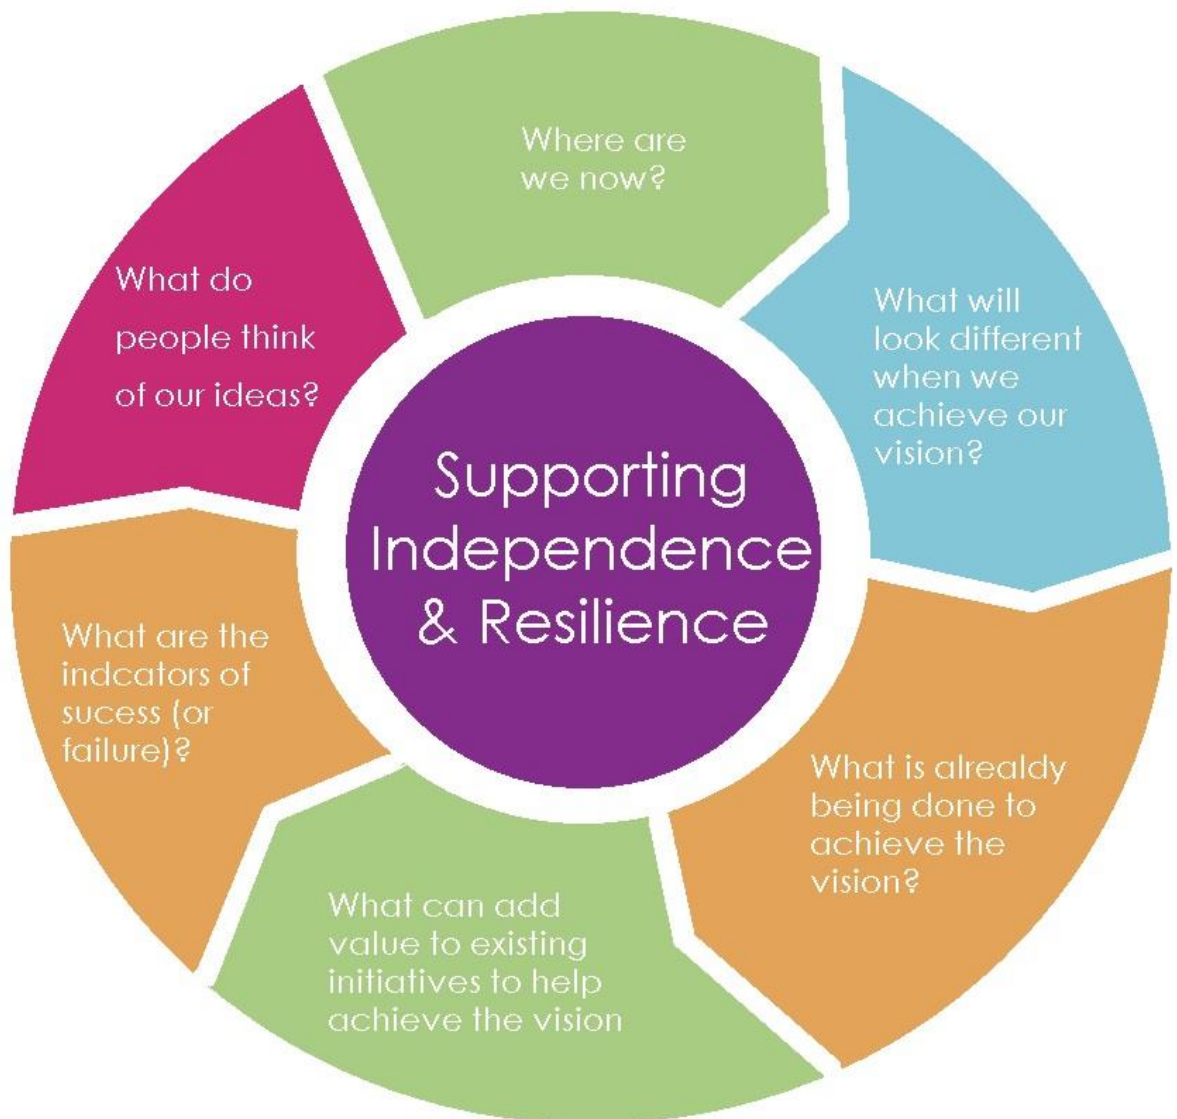 Where are
we now?
What will
look different
when we
achieve our
vision?
What is alrealdy
being done to
achieve the
vision?
What can add
value to existing
initiatives to help
achieve the vision
What are the
indcators of
sucess (or
failure)?
What do
people think
of our ideas?
Supporting
Independence
& Resilience